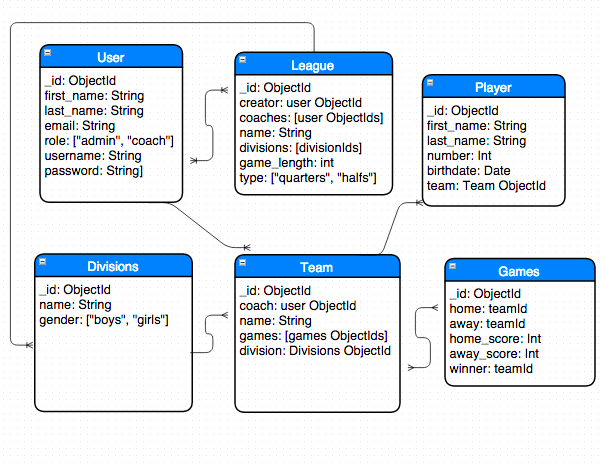 User
_id: ObjectId
first_name: String
last_name: String
email: String
role: ["admin", "coach"]
username: String
password: String]
League
_id: ObjectId
creator: user ObjectId
coaches: [user ObjectIds]
name: String
divisions: [divisionIds]
game_length: int
type: ["quarters", "halfs"]
Player
_id: ObjectId
first_name: String
last_name: String
number: Int
birthdate: Date
team: Team ObjectId
Divisions
_id: ObjectId
name: String
gender: ["boys", "girls"]
Team
_id: ObjectId
coach: user ObjectId
name: String
games: [games ObjectIds]
division: Divisions ObjectId
Games
_id: ObjectId
home: teamId
away: teamId
home_score: Int
away_score: Int
winner: teamId